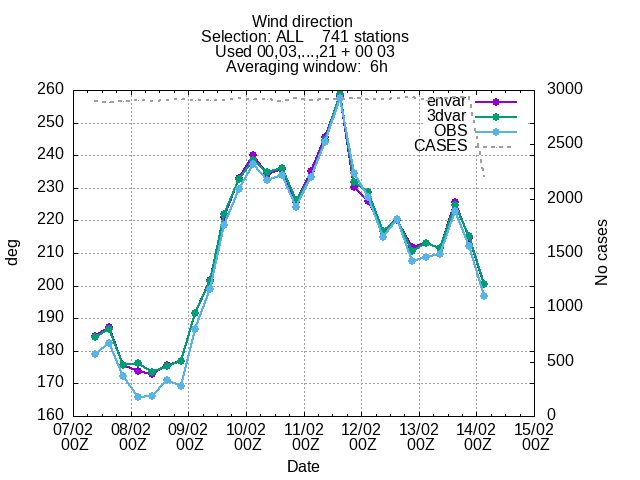 Wind direction
Selection: ALL 741 stations
Used 00,03,...,21 + 00 03
Averaging window: 6h
260 3000
250
240 2500
230
220 2000
210 1500
200
190 1000
180
170 500
160 0
envar
3dvar
OBS
CASES
deg
No cases
07/02 08/02 09/02 10/02 11/02 12/02 13/02 14/02 15/02
00Z 00Z 00Z 00Z 00Z 00Z 00Z 00Z 00Z
Date